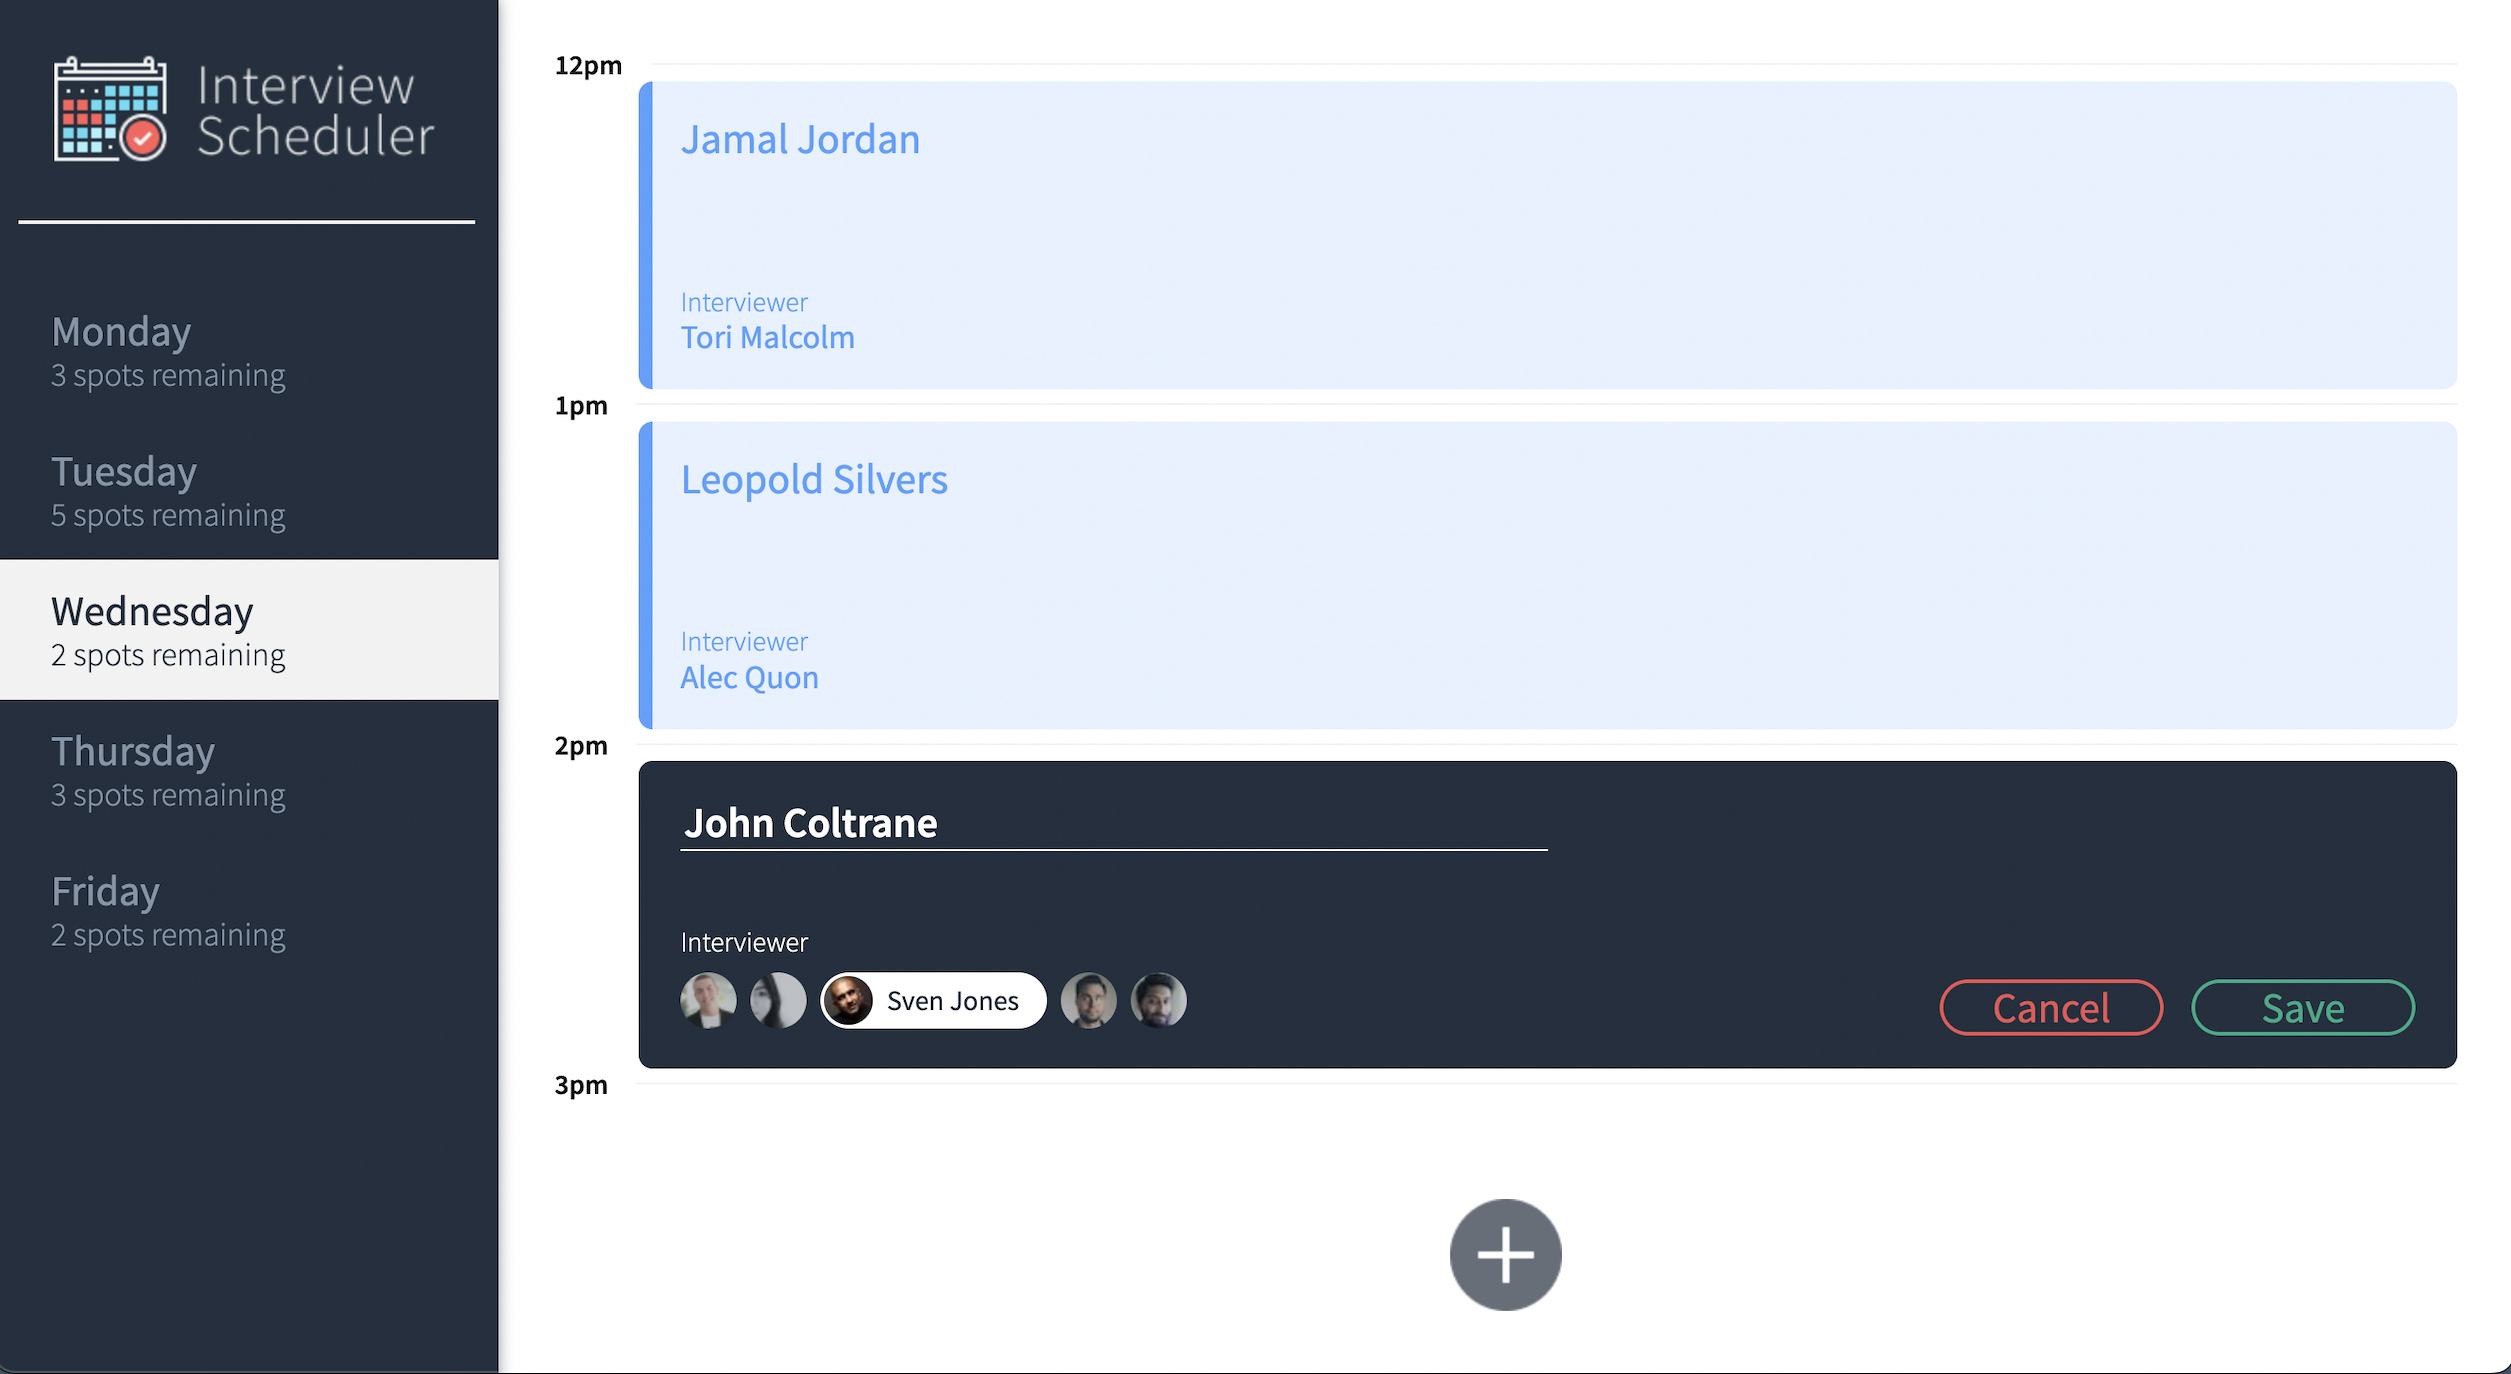 Interview
Scheduler
Monday
3 spots remaining
Tuesday
5 spots remaining
Wednesday
2 spots remaining
Thursday
3 spots remaining
Friday
2 spots remaining
12pm
Jamal Jordan
Interviewer
Tori Malcolm
1pm
Leopold Silvers
Interviewer
Alec Quon
2pm
John Coltrane
Interviewer
Sven Jones
Cancel
Save
3pm